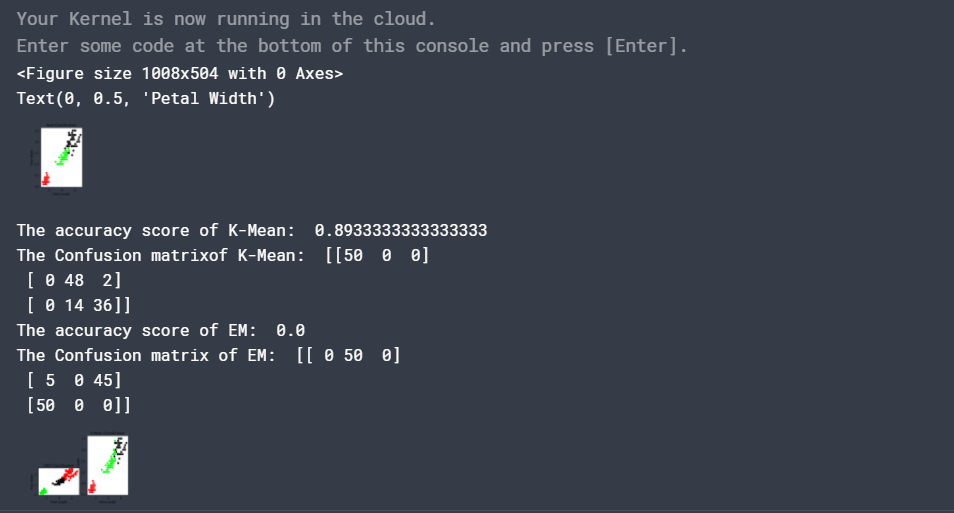 Your Kernel is now running in the cloud.
Enter some code at the bottom of this console and press [Enter].
<Figure size 1008x504 with 0 Axes>
Text(0, 0.5, 'Petal Width')
The accuracy score of K-Mean:  0.8933333333333333
The Confusion matrixof K-Mean:  [[50  0  0]
 [ 0 48  2]
 [ 0 14 36]]
The accuracy score of EM:  0.0
The Confusion matrix of EM:  [[ 0 50  0]
 [ 5  0 45]
 [50  0  0]]